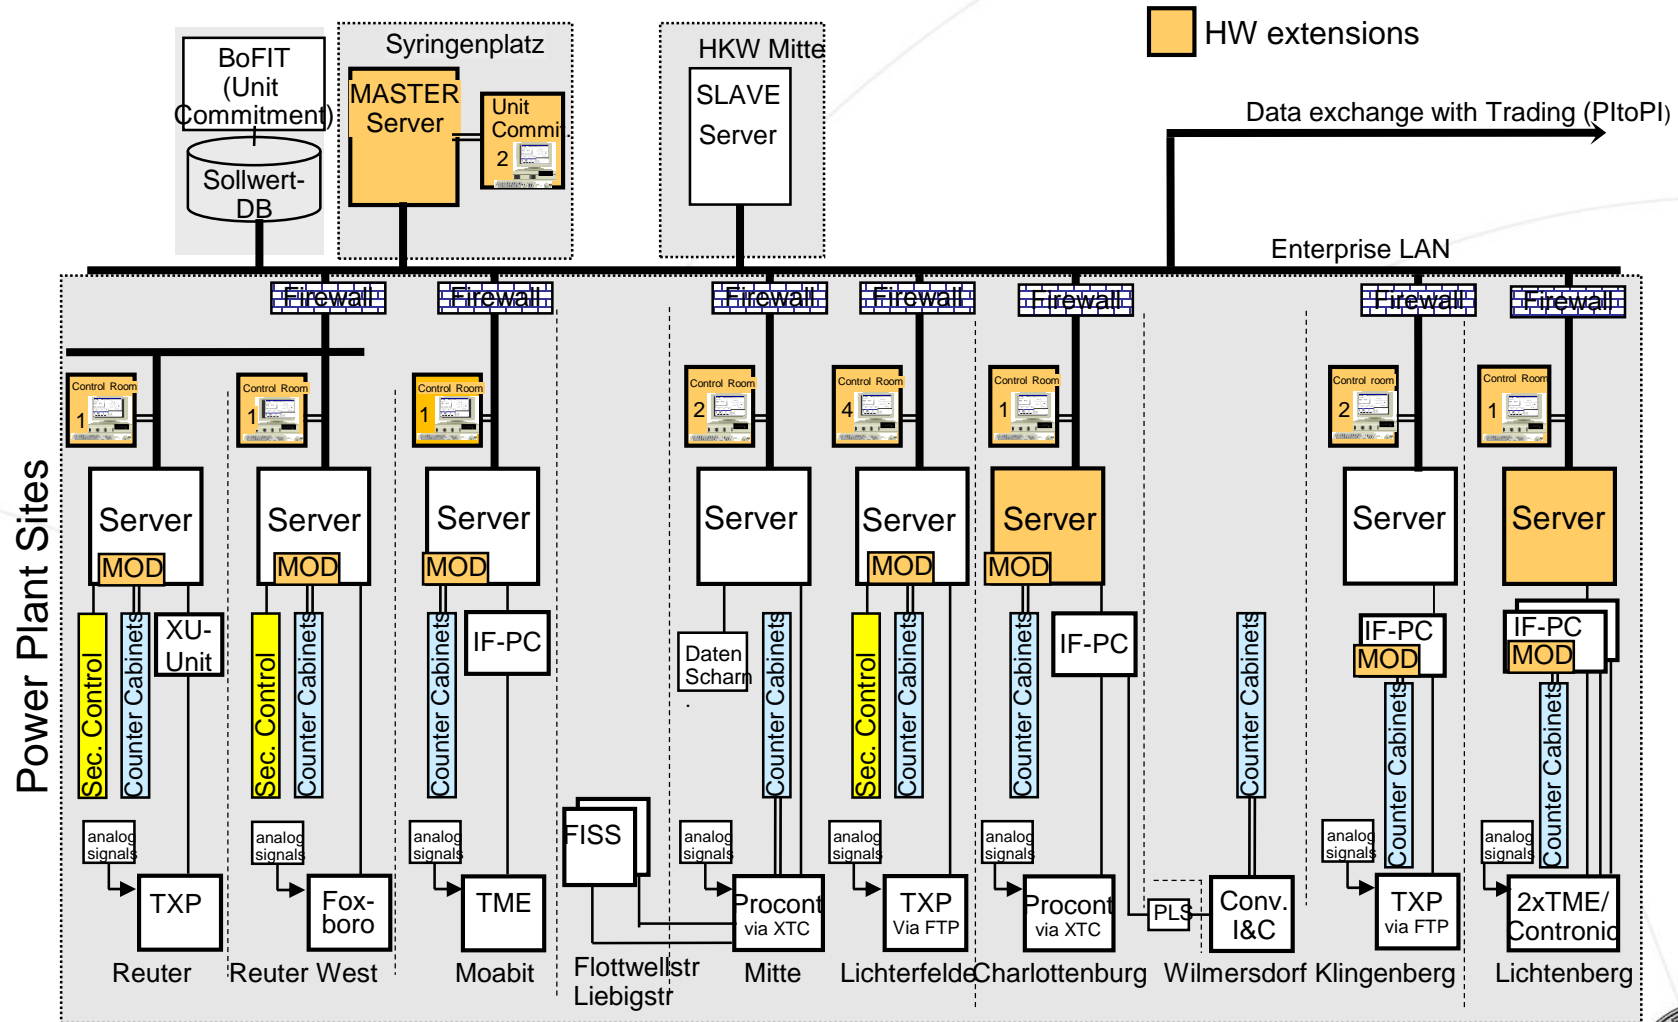 HW extensions
BoFIT
(Unit
Commitment)
Sollwert-
DB
Syringenplatz
MASTER
Server
Unit
Commi
2
HKW Mitte
SLAVE
Server
Data exchange with Trading (PItoPI)
Enterprise LAN
Firewall
Firewall
Firewall
Firewall
Firewall
Firewall
Firewall
Control Room
1
Control Room
1
Control Room
1
Control Room
2
Control Room
4
Control Room
1
Control room
2
Control Room
1
Power Plant Sites
Server
MOD
Server
MOD
Server
MOD
Server
Server
MOD
Server
MOD
Server
Server
Sec. Control
Counter Cabinets
XU-
Unit
Sec. Control
Counter Cabinets
Counter Cabinets
IF-PC
Daten
Scharn
.
Counter Cabinets
Sec. Control
Counter Cabinets
Counter Cabinets
IF-PC
Counter Cabinets
IF-PC
MOD
Counter Cabinets
IF-PC
MOD
Counter Cabinets
analog
signals
analog
signals
analog
signals
FISS
analog
signals
analog
signals
analog
signals
analog
signals
analog
signals
TXP
Fox-
boro
TME
Procont
via XTC
TXP
Via FTP
Procont
via XTC
PLS
Conv.
I&C
TXP
via FTP
2xTME/
Contronic
Reuter
Reuter West
Moabit
Flottwellstr
Liebigstr
Mitte
Lichterfelde
Charlottenburg
Wilmersdorf
Klingenberg
Lichtenberg